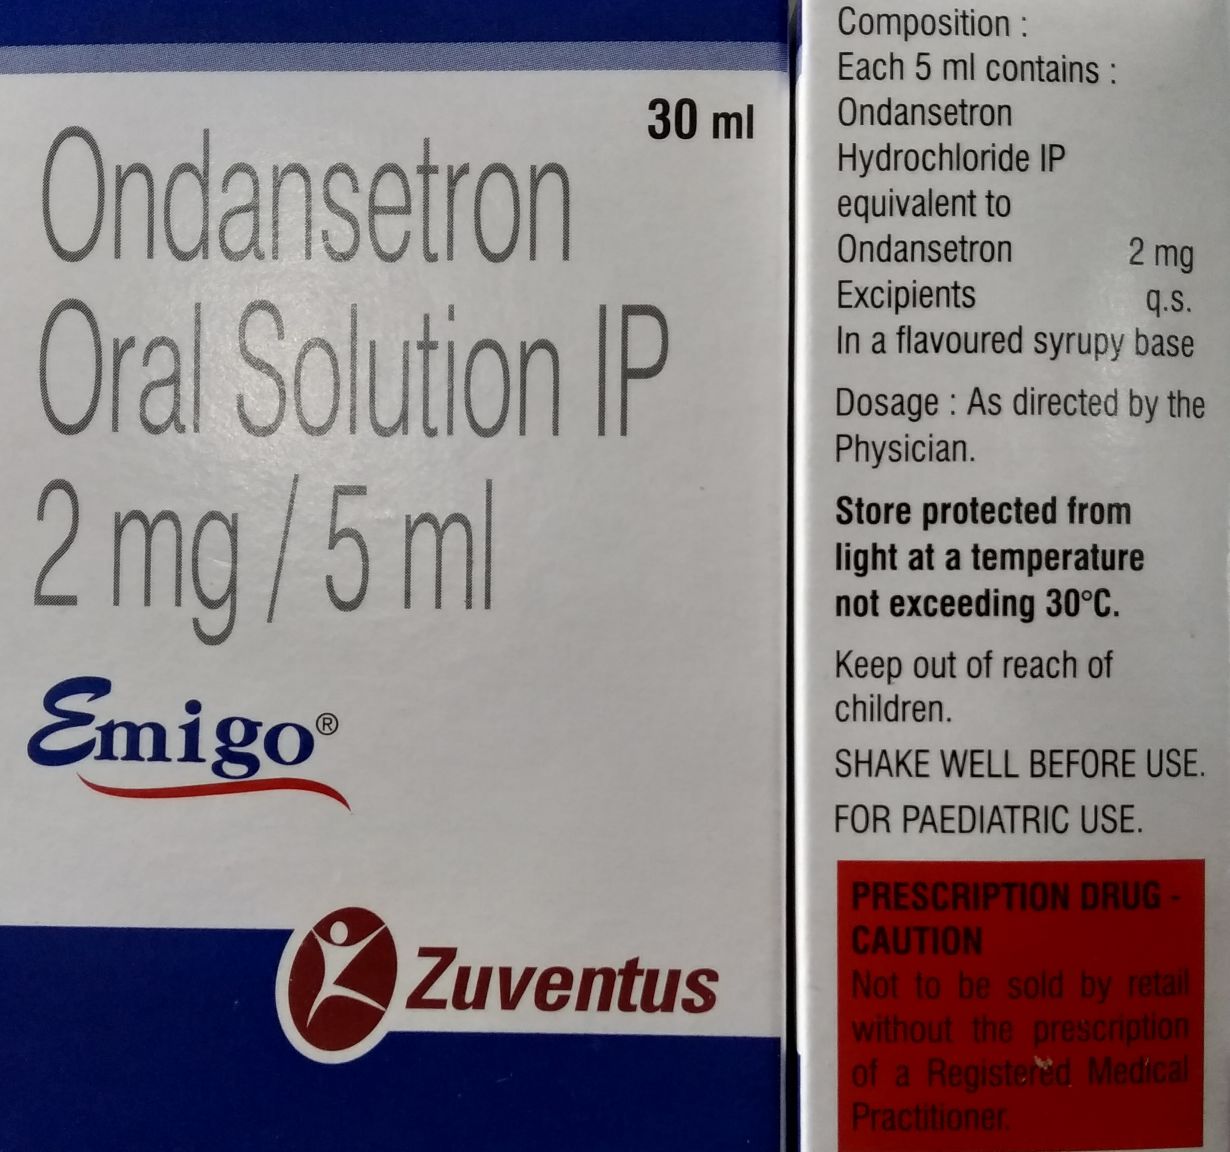 30 ml
Ondansetron
Oral Solution IP
2 mg / 5 ml
Emigo®
Zuventus
Composition :
Each 5 ml contains :
Ondansetron
Hydrochloride IP
equivalent to
Ondansetron 2 mg
Excipients q.s.
In a flavoured syrupy base
Dosage : As directed by the
Physician.
Store protected from
light at a temperature
not exceeding 30°C.
Keep out of reach of
children.
SHAKE WELL BEFORE USE.
FOR PAEDIATRIC USE.
PRESCRIPTION DRUG -
CAUTION
Not to be sold by retail
without the prescription
of a Registered Medical
Practitioner.